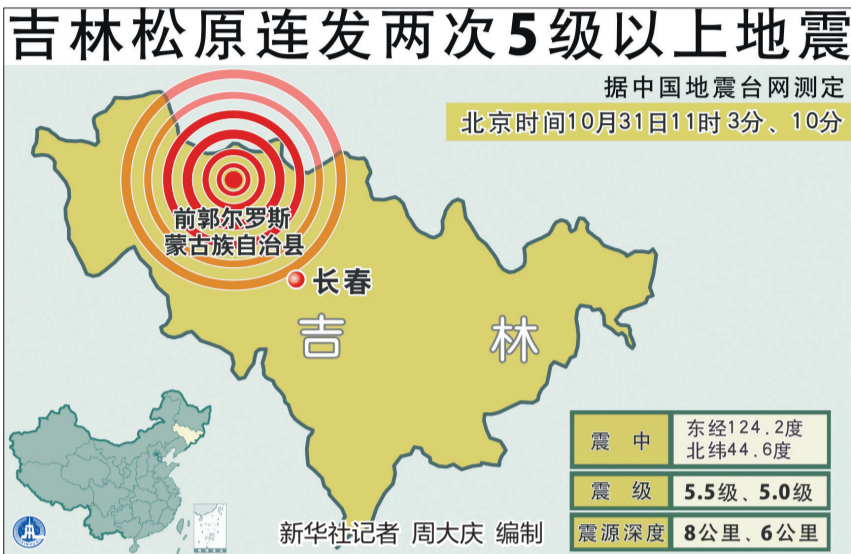 吉林松原连发两次5级以上地震
据中国地震台网测定
北京时间10月31日11时3分、10分
前郭尔罗斯
蒙古族自治县
长春
吉 林
震 中 东经124.2度
北纬44.6度
震 级 5.5级、5.0级
震源深度 8公里、6公里
新华社记者 周大庆 编制